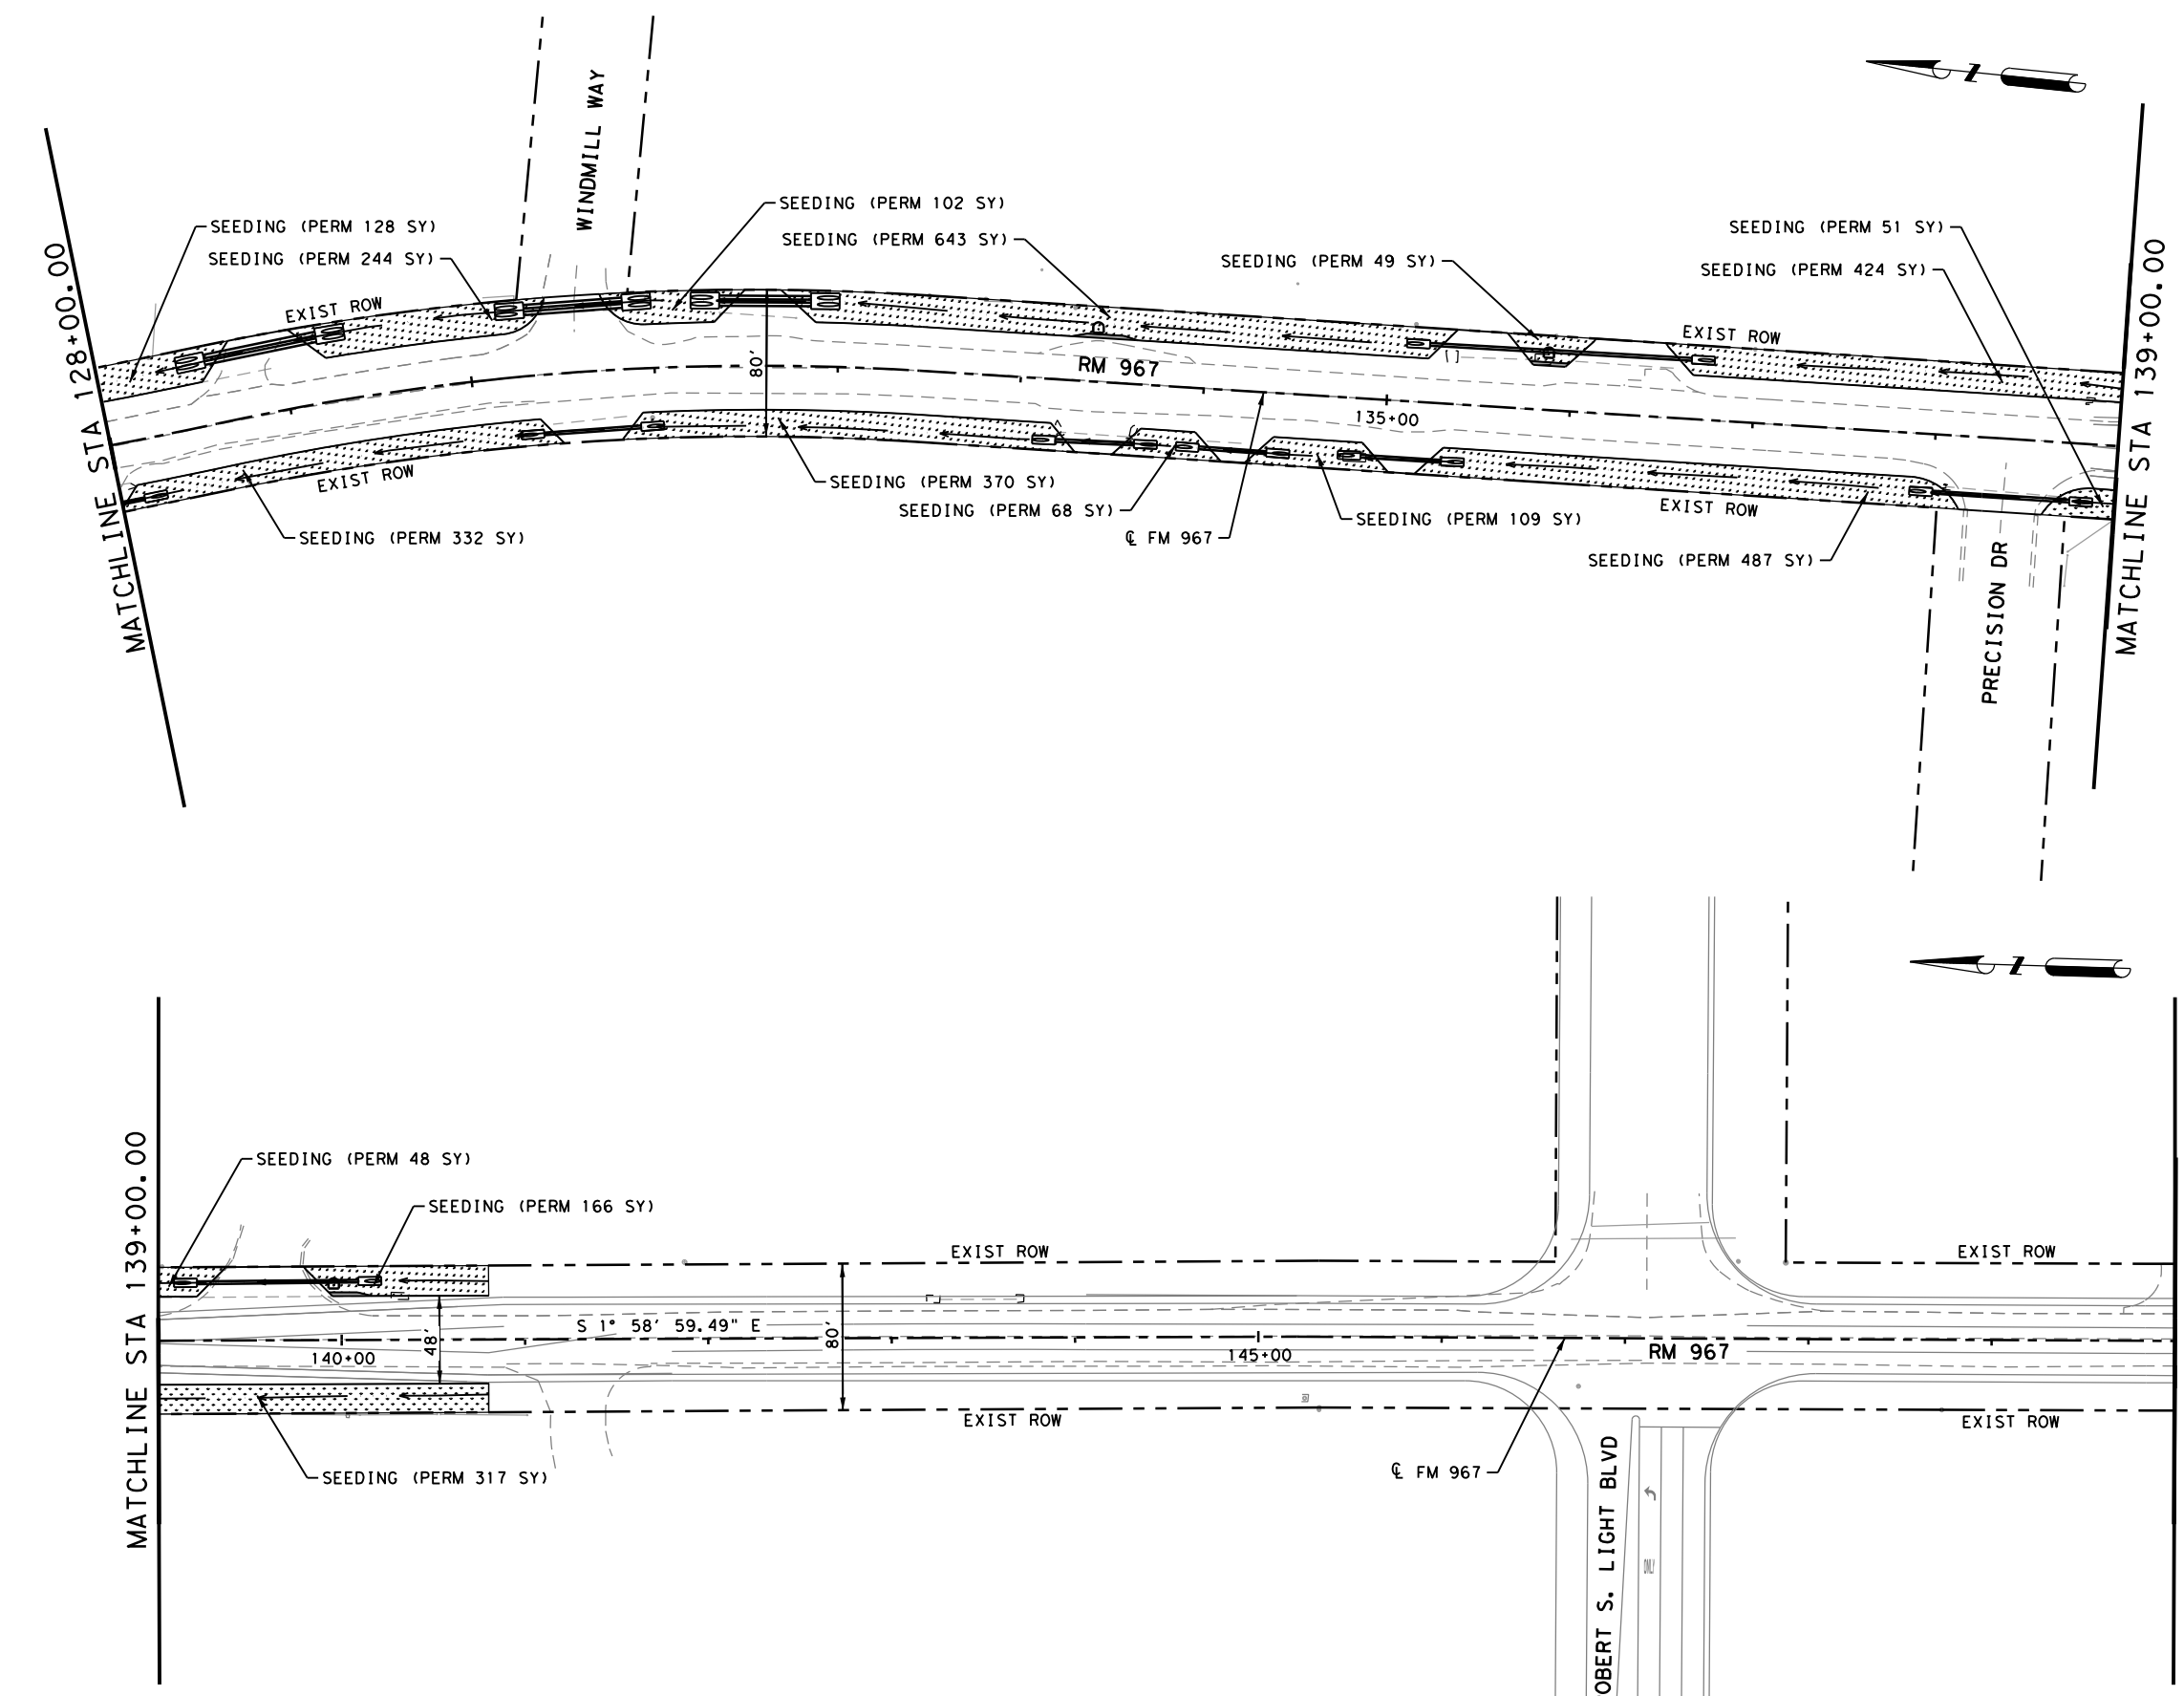 WINDMILL WAY
Z
SEEDING (PERM 128 SY)
SEEDING (PERM 244 SY)
SEEDING (PERM 102 SY)
SEEDING (PERM 643 SY)
SEEDING (PERM 49 SY)
SEEDING (PERM 51 SY)
SEEDING (PERM 424 SY)
MATCHLINE STA 128+00.00
EXIST ROW
80'
RM 967
135+00
EXIST ROW
MATCHLINE STA 139+00.00
EXIST ROW
SEEDING (PERM 332 SY)
SEEDING (PERM 370 SY)
SEEDING (PERM 68 SY)
℄ FM 967
SEEDING (PERM 109 SY)
EXIST ROW
SEEDING (PERM 487 SY)
PRECISION DR
Z
MATCHLINE STA 139+00.00
SEEDING (PERM 48 SY)
SEEDING (PERM 166 SY)
EXIST ROW
EXIST ROW
S 1° 58' 59.49" E
140+00
48'
80'
145+00
RM 967
EXIST ROW
EXIST ROW
SEEDING (PERM 317 SY)
℄ FM 967
OBERT S. LIGHT BLVD
ONLY